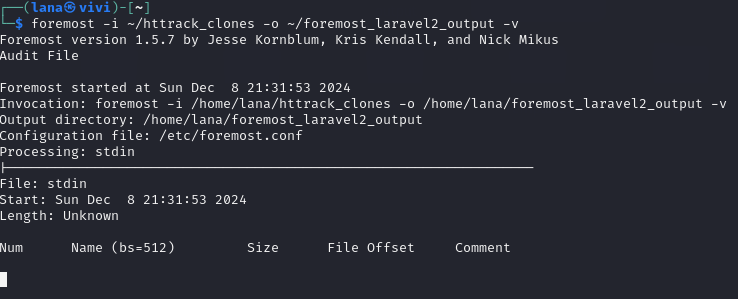 ┌──(lana㉿vivi)-[~]
└─$ foremost -i ~/httrack_clones -o ~/foremost_laravel2_output -v
Foremost version 1.5.7 by Jesse Kornblum, Kris Kendall, and Nick Mikus
Audit File
Foremost started at Sun Dec  8 21:31:53 2024
Invocation: foremost -i /home/lana/httrack_clones -o /home/lana/foremost_laravel2_output -v
Output directory: /home/lana/foremost_laravel2_output
Configuration file: /etc/foremost.conf
Processing: stdin
|------------------------------------------------------------------
File: stdin
Start: Sun Dec  8 21:31:53 2024
Length: Unknown
Num      Name (bs=512)         Size      File Offset     Comment